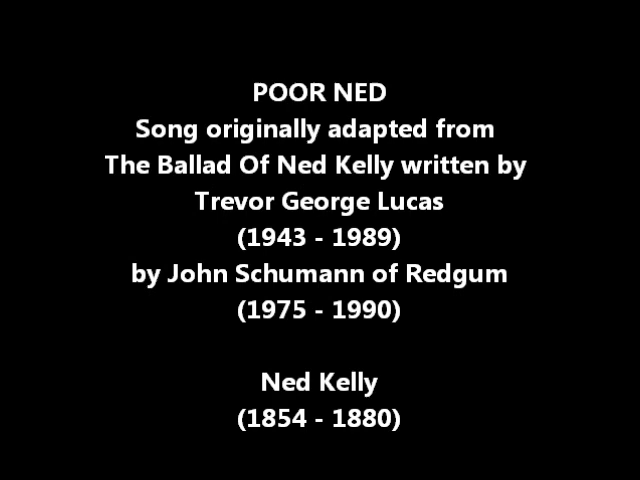 POOR NED
Song originally adapted from
The Ballad Of Ned Kelly written by
Trevor George Lucas
(1943 - 1989)
by John Schumann of Redgum
(1975 - 1990)
Ned Kelly
(1854 - 1880)